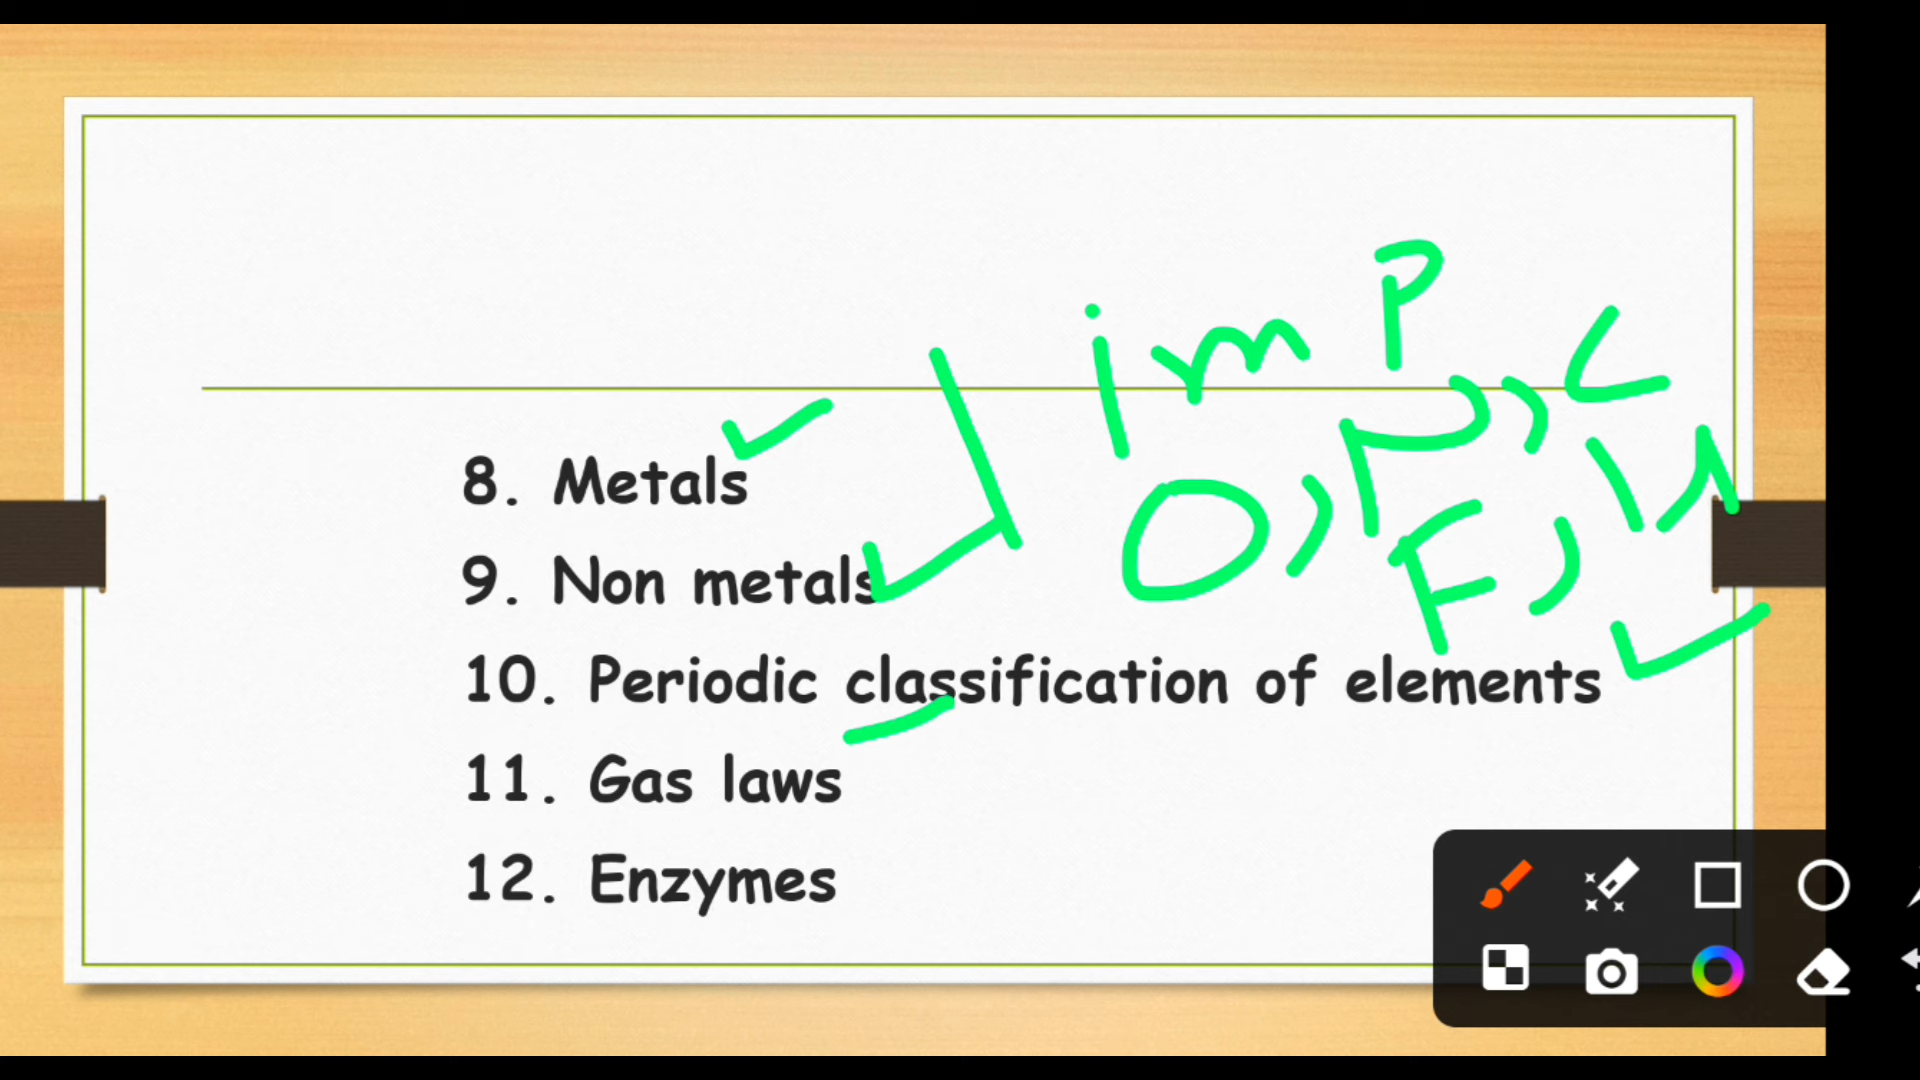 imp
8. Metals
9. Non metals
10. Periodic classification of elements
11. Gas laws
12. Enzymes